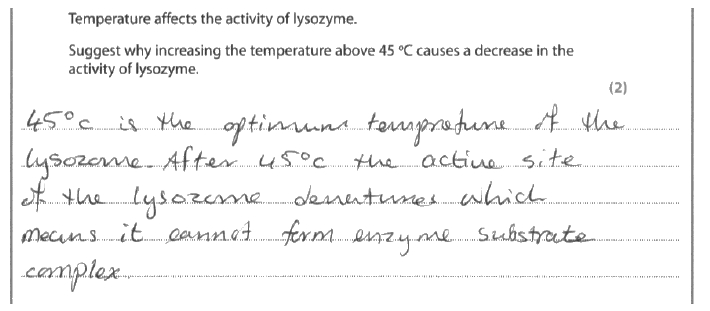 Temperature affects the activity of lysozyme.
Suggest why increasing the temperature above 45 °C causes a decrease in the
activity of lysozyme.
(2)
45°c is the optimum tempreture of the
lysozome. After 45°c the active site
of the lysozome denatures which
means it cannot form enzyme substrate
complex.